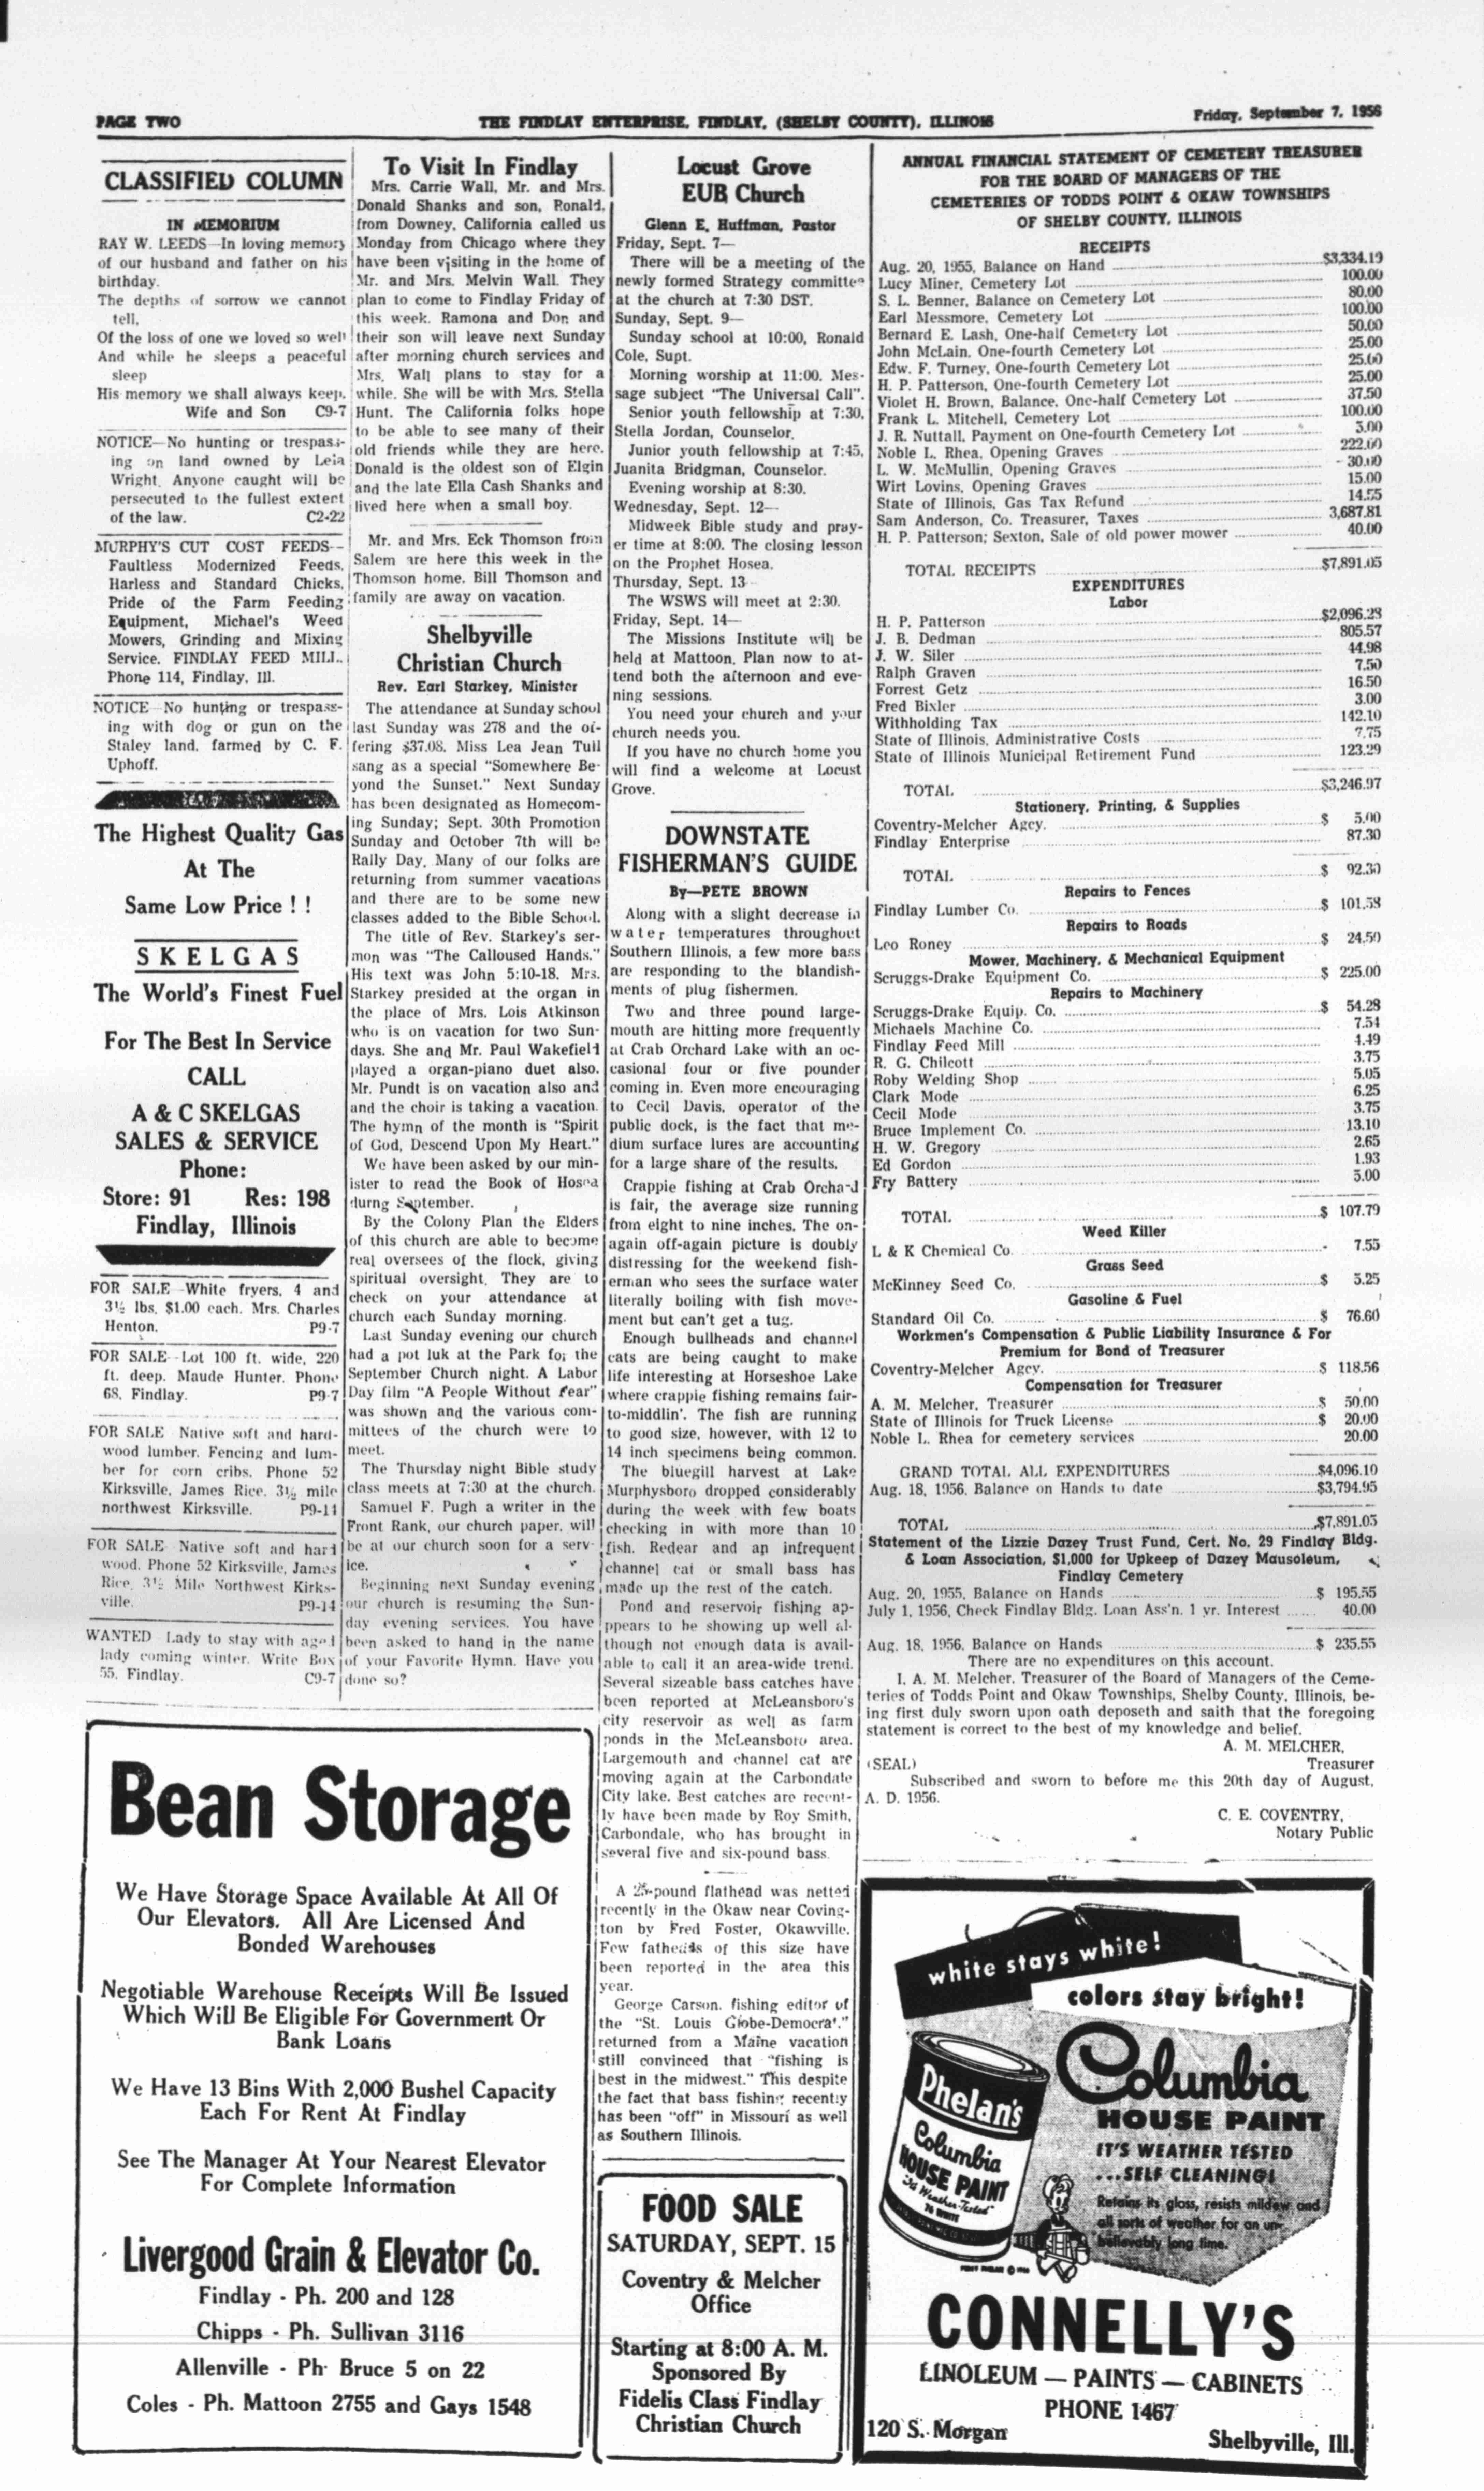 PAGE TWO
THE FINDLAY ENTERPRISE, FINDLAY, (SHELBY COUNTY), ILLINOIS
Friday, September 7, 1956
CLASSIFIED COLUMN
IN MEMORIUM
RAY W. LEEDS—In loving memory
of our husband and father on his
birthday.
The depths of sorrow we cannot
tell,
Of the loss of one we loved so well
And while he sleeps a peaceful
sleep
His memory we shall always keep.
Wife and Son C9-7
NOTICE—No hunting or trespass-
ing on land owned by Lela
Wright. Anyone caught will be
persecuted to the fullest extent
of the law. C2-22
MURPHY'S CUT COST FEEDS--
Faultless Modernized Feeds,
Harless and Standard Chicks,
Pride of the Farm Feeding
Equipment, Michael's Weed
Mowers, Grinding and Mixing
Service. FINDLAY FEED MILL.
Phone 114, Findlay, Ill.
NOTICE—No hunting or trespass-
ing with dog or gun on the
Staley land, farmed by C. F.
Uphoff.
The Highest Quality Gas
At The
Same Low Price ! !
SKELGAS
The World's Finest Fuel
For The Best In Service
CALL
A & C SKELGAS
SALES & SERVICE
Phone:
Store: 91 Res: 198
Findlay, Illinois
FOR SALE—White fryers, 4 and
3½ lbs. $1.00 each. Mrs. Charles
Henton. P9-7
FOR SALE--Lot 100 ft. wide, 220
ft. deep. Maude Hunter. Phone
68, Findlay. P9-7
FOR SALE Native soft and hard-
wood lumber. Fencing and lum-
ber for corn cribs. Phone 52
Kirksville, James Rice. 3½ mile
northwest Kirksville. P9-14
FOR SALE Native soft and hard
wood. Phone 52 Kirksville, James
Rice, 3½ Mile Northwest Kirks-
ville. P9-14
WANTED Lady to stay with aged
lady coming winter. Write Box
55, Findlay. C9-7
To Visit In Findlay
Mrs. Carrie Wall, Mr. and Mrs.
Donald Shanks and son, Ronald,
from Downey, California called us
Monday from Chicago where they
have been visiting in the home of
Mr. and Mrs. Melvin Wall. They
plan to come to Findlay Friday of
this week. Ramona and Don and
their son will leave next Sunday
after morning church services and
Mrs. Wall plans to stay for a
while. She will be with Mrs. Stella
Hunt. The California folks hope
to be able to see many of their
old friends while they are here.
Donald is the oldest son of Elgin
and the late Ella Cash Shanks and
lived here when a small boy.
Mr. and Mrs. Eck Thomson from
Salem are here this week in the
Thomson home. Bill Thomson and
family are away on vacation.
Shelbyville
Christian Church
Rev. Earl Starkey, Minister
The attendance at Sunday school
last Sunday was 278 and the of-
fering $37.08. Miss Lea Jean Tull
sang as a special "Somewhere Be-
yond the Sunset." Next Sunday
has been designated as Homecom-
ing Sunday; Sept. 30th Promotion
Sunday and October 7th will be
Rally Day. Many of our folks are
returning from summer vacations
and there are to be some new
classes added to the Bible School.
The title of Rev. Starkey's ser-
mon was "The Calloused Hands."
His text was John 5:10-18. Mrs.
Starkey presided at the organ in
the place of Mrs. Lois Atkinson
who is on vacation for two Sun-
days. She and Mr. Paul Wakefield
played a organ-piano duet also.
Mr. Pundt is on vacation also and
and the choir is taking a vacation.
The hymn of the month is "Spirit
of God, Descend Upon My Heart."
We have been asked by our min-
ister to read the Book of Hosea
durng September.
By the Colony Plan the Elders
of this church are able to become
real oversees of the flock, giving
spiritual oversight. They are to
check on your attendance at
church each Sunday morning.
Last Sunday evening our church
had a pot luk at the Park for the
September Church night. A Labor
Day film "A People Without Fear"
was shown and the various com-
mittees of the church were to
meet.
The Thursday night Bible study
class meets at 7:30 at the church.
Samuel F. Pugh a writer in the
Front Rank, our church paper, will
be at our church soon for a serv-
ice.
Beginning next Sunday evening
our church is resuming the Sun-
day evening services. You have
been asked to hand in the name
of your Favorite Hymn. Have you
done so?
Locust Grove
EUB Church
Glenn E. Huffman, Pastor
Friday, Sept. 7—
There will be a meeting of the
newly formed Strategy committee
at the church at 7:30 DST.
Sunday, Sept. 9—
Sunday school at 10:00, Ronald
Cole, Supt.
Morning worship at 11:00. Mes-
sage subject "The Universal Call".
Senior youth fellowship at 7:30,
Stella Jordan, Counselor.
Junior youth fellowship at 7:45,
Juanita Bridgman, Counselor.
Evening worship at 8:30.
Wednesday, Sept. 12—
Midweek Bible study and pray-
er time at 8:00. The closing lesson
on the Prophet Hosea.
Thursday, Sept. 13--
The WSWS will meet at 2:30.
Friday, Sept. 14—
The Missions Institute will be
held at Mattoon. Plan now to at-
tend both the afternoon and eve-
ning sessions.
You need your church and your
church needs you.
If you have no church home you
will find a welcome at Locust
Grove.
DOWNSTATE
FISHERMAN'S GUIDE
By—PETE BROWN
Along with a slight decrease in
water temperatures throughout
Southern Illinois, a few more bass
are responding to the blandish-
ments of plug fishermen.
Two and three pound large-
mouth are hitting more frequently
at Crab Orchard Lake with an oc-
casional four or five pounder
coming in. Even more encouraging
to Cecil Davis, operator of the
public dock, is the fact that me-
dium surface lures are accounting
for a large share of the results.
Crappie fishing at Crab Orchard
is fair, the average size running
from eight to nine inches. The on-
again off-again picture is doubly
distressing for the weekend fish-
erman who sees the surface water
literally boiling with fish move-
ment but can't get a tug.
Enough bullheads and channel
cats are being caught to make
life interesting at Horseshoe Lake
where crappie fishing remains fair-
to-middlin'. The fish are running
to good size, however, with 12 to
14 inch specimens being common.
The bluegill harvest at Lake
Murphysboro dropped considerably
during the week with few boats
checking in with more than 10
fish. Redear and ap infrequent
channel cat or small bass has
made up the rest of the catch.
Pond and reservoir fishing ap-
ppears to be showing up well al-
though not enough data is avail-
able to call it an area-wide trend.
Several sizeable bass catches have
been reported at McLeansboro's
city reservoir as well as farm
ponds in the McLeansboro area.
Largemouth and channel cat are
moving again at the Carbondale
City lake. Best catches are recent-
ly have been made by Roy Smith,
Carbondale, who has brought in
several five and six-pound bass.
A 25-pound flathead was netted
recently in the Okaw near Coving-
ton by Fred Foster, Okawville.
Few fatheads of this size have
been reported in the area this
year.
George Carson, fishing editor of
the "St. Louis Globe-Democrat,"
returned from a Maine vacation
still convinced that "fishing is
best in the midwest." This despite
the fact that bass fishing recently
has been "off" in Missouri as well
as Southern Illinois.
ANNUAL FINANCIAL STATEMENT OF CEMETERY TREASURER
FOR THE BOARD OF MANAGERS OF THE
CEMETERIES OF TODDS POINT & OKAW TOWNSHIPS
OF SHELBY COUNTY, ILLINOIS
RECEIPTS
Aug. 20, 1955, Balance on Hand $3,334.19
Lucy Miner, Cemetery Lot 100.00
S. L. Benner, Balance on Cemetery Lot 80.00
Earl Messmore, Cemetery Lot 100.00
Bernard E. Lash, One-half Cemetery Lot 50.00
John McLain, One-fourth Cemetery Lot 25.00
Edw. F. Turney, One-fourth Cemetery Lot 25.00
H. P. Patterson, One-fourth Cemetery Lot 25.00
Violet H. Brown, Balance, One-half Cemetery Lot 37.50
Frank L. Mitchell, Cemetery Lot 100.00
J. R. Nuttall, Payment on One-fourth Cemetery Lot 5.00
Noble L. Rhea, Opening Graves 222.00
L. W. McMullin, Opening Graves 30.00
Wirt Lovins, Opening Graves 15.00
State of Illinois, Gas Tax Refund 14.55
Sam Anderson, Co. Treasurer, Taxes 3,687.81
H. P. Patterson; Sexton, Sale of old power mower 40.00
TOTAL RECEIPTS $7,891.05
EXPENDITURES
Labor
H. P. Patterson $2,096.28
J. B. Dedman 805.57
J. W. Siler 44.98
Ralph Graven 7.50
Forrest Getz 16.50
Fred Bixler 3.00
Withholding Tax 142.10
State of Illinois, Administrative Costs 7.75
State of Illinois Municipal Retirement Fund 123.29
TOTAL $3,246.97
Stationery, Printing, & Supplies
Coventry-Melcher Agcy. $ 5.00
Findlay Enterprise 87.30
TOTAL $ 92.30
Repairs to Fences
Findlay Lumber Co. $ 101.58
Repairs to Roads
Leo Roney $ 24.50
Mower, Machinery, & Mechanical Equipment
Scruggs-Drake Equipment Co. $ 225.00
Repairs to Machinery
Scruggs-Drake Equip. Co. $ 54.28
Michaels Machine Co. 7.54
Findlay Feed Mill 4.49
R. G. Chilcott 3.75
Roby Welding Shop 5.05
Clark Mode 6.25
Cecil Mode 3.75
Bruce Implement Co. 13.10
H. W. Gregory 2.65
Ed Gordon 1.93
Fry Battery 5.00
TOTAL $ 107.79
Weed Killer
L & K Chemical Co. 7.55
Grass Seed
McKinney Seed Co. $ 5.25
Gasoline & Fuel
Standard Oil Co. $ 76.60
Workmen's Compensation & Public Liability Insurance & For
Premium for Bond of Treasurer
Coventry-Melcher Agcy. $ 118.56
Compensation for Treasurer
A. M. Melcher, Treasurer $ 50.00
State of Illinois for Truck License $ 20.00
Noble L. Rhea for cemetery services 20.00
GRAND TOTAL ALL EXPENDITURES $4,096.10
Aug. 18, 1956, Balance on Hands to date $3,794.95
TOTAL $7,891.05
Statement of the Lizzie Dazey Trust Fund, Cert. No. 29 Findlay Bldg.
& Loan Association, $1,000 for Upkeep of Dazey Mausoleum,
Findlay Cemetery
Aug. 20, 1955, Balance on Hands $ 195.55
July 1, 1956, Check Findlay Bldg. Loan Ass'n. 1 yr. Interest 40.00
Aug. 18, 1956, Balance on Hands $ 235.55
There are no expenditures on this account.
I, A. M. Melcher, Treasurer of the Board of Managers of the Ceme-
teries of Todds Point and Okaw Townships, Shelby County, Illinois, be-
ing first duly sworn upon oath deposeth and saith that the foregoing
statement is correct to the best of my knowledge and belief.
A. M. MELCHER,
(SEAL) Treasurer
Subscribed and sworn to before me this 20th day of August,
A. D. 1956.
C. E. COVENTRY,
Notary Public
Bean Storage
We Have Storage Space Available At All Of
Our Elevators. All Are Licensed And
Bonded Warehouses
Negotiable Warehouse Receipts Will Be Issued
Which Will Be Eligible For Government Or
Bank Loans
We Have 13 Bins With 2,000 Bushel Capacity
Each For Rent At Findlay
See The Manager At Your Nearest Elevator
For Complete Information
Livergood Grain & Elevator Co.
Findlay - Ph. 200 and 128
Chipps - Ph. Sullivan 3116
Allenville - Ph. Bruce 5 on 22
Coles - Ph. Mattoon 2755 and Gays 1548
FOOD SALE
SATURDAY, SEPT. 15
Coventry & Melcher
Office
Starting at 8:00 A. M.
Sponsored By
Fidelis Class Findlay
Christian Church
white stays white!
colors stay bright!
Columbia
HOUSE PAINT
IT'S WEATHER TESTED
...SELF CLEANING!
Retains its gloss, resists mildew and
all sorts of weather for an un-
believably long time.
Phelan's
Columbia
HOUSE PAINT
"It's Weather-Tested"
76 WHITE
CONNELLY'S
LINOLEUM — PAINTS — CABINETS
PHONE 1467
120 S. Morgan
Shelbyville, Ill.